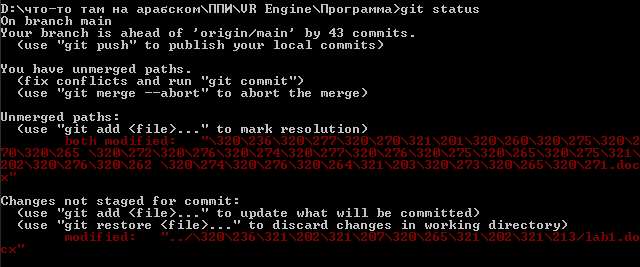 D:\что-то там на арабском\ППИ\VR Engine\Программа>git status
On branch main
Your branch is ahead of 'origin/main' by 43 commits.
  (use "git push" to publish your local commits)

You have unmerged paths.
  (fix conflicts and run "git commit")
  (use "git merge --abort" to abort the merge)

Unmerged paths:
  (use "git add <file>..." to mark resolution)
        both modified:   "\320\236\320\277\320\270\321\201\320\260\320\275\320\2
70\320\265 \320\272\320\276\320\274\320\277\320\276\320\275\320\265\320\275\321\
202\320\276\320\262 \320\274\320\276\320\264\321\203\320\273\320\265\320\271.doc
x"

Changes not staged for commit:
  (use "git add <file>..." to update what will be committed)
  (use "git restore <file>..." to discard changes in working directory)
        modified:   "../\320\236\321\202\321\207\320\265\321\202\321\213/lab1.do
cx"